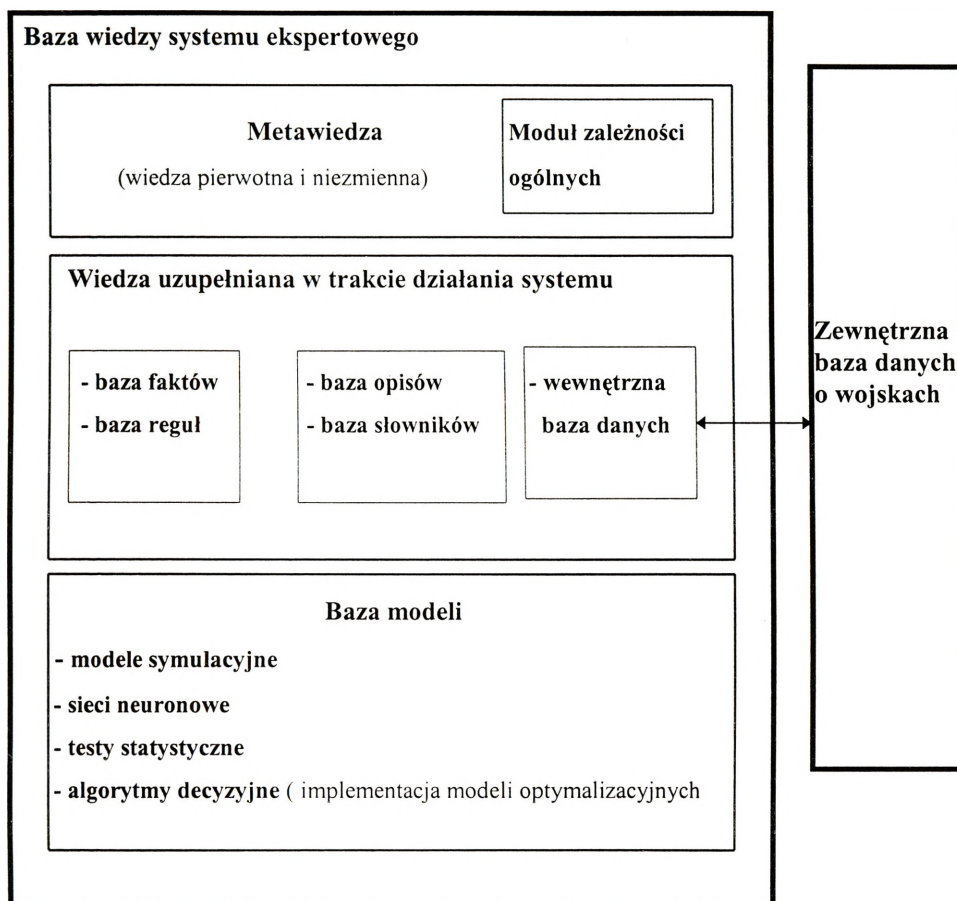 Baza wiedzy systemu ekspertowego
Metawiedza
(wiedza pierwotna i niezmienna)
Moduł zależności
ogólnych
Wiedza uzupełniana w trakcie działania systemu
- baza faktów
- baza reguł
- baza opisów
- baza słowników
- wewnętrzna
baza danych
Zewnętrzna
baza danych
o wojskach
Baza modeli
- modele symulacyjne
- sieci neuronowe
- testy statystyczne
- algorytmy decyzyjne ( implementacja modeli optymalizacyjnych